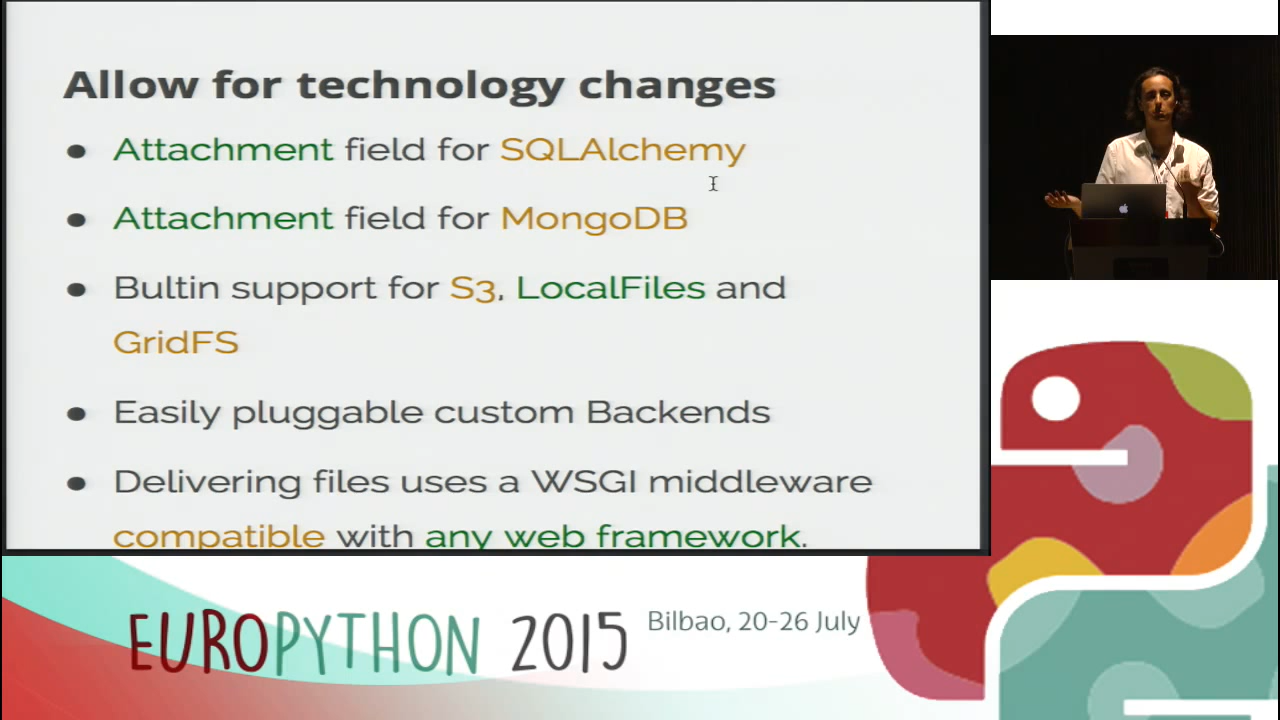 Allow for technology changes
● Attachment field for SQLAlchemy
● Attachment field for MongoDB
● Bultin support for S3, LocalFiles and
GridFS
● Easily pluggable custom Backends
● Delivering files uses a WSGI middleware
compatible with any web framework.
EUROPYTHON 2015
Bilbao, 20-26 July